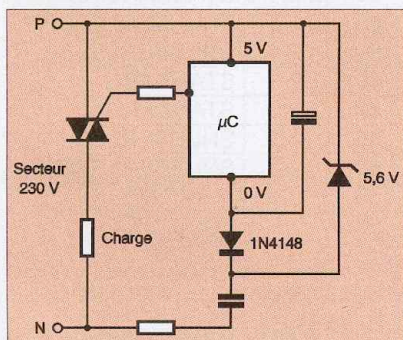 P
5 V
µC
Secteur
230 V
0 V
5,6 V
Charge
1N4148
N